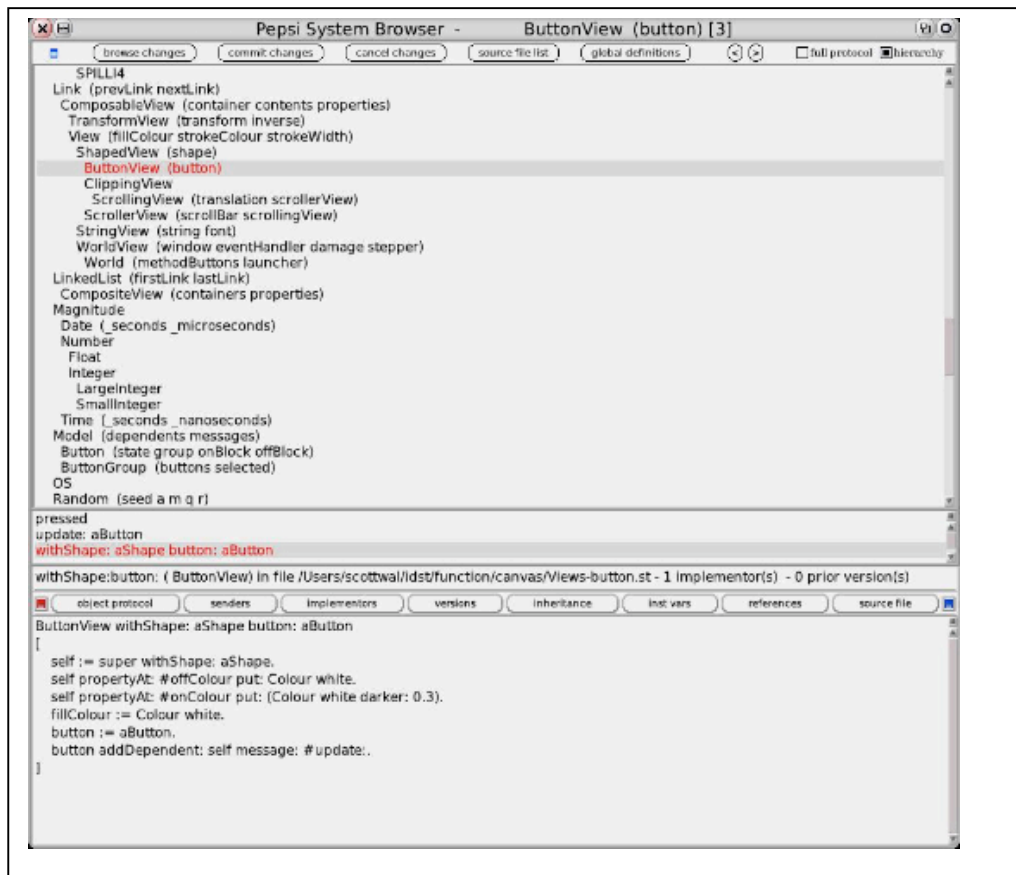 Pepsi System Browser - ButtonView (button) [3]
browse changes commit changes cancel changes source file list global definitions < > full protocol hierarchy
SPILLI4
Link (prevLink nextLink)
ComposableView (container contents properties)
TransformView (transform inverse)
View (fillColour strokeColour strokeWidth)
ShapedView (shape)
ButtonView (button)
ClippingView
ScrollingView (translation scrollerView)
ScrollerView (scrollBar scrollingView)
StringView (string font)
WorldView (window eventHandler damage stepper)
World (methodButtons launcher)
LinkedList (firstLink lastLink)
CompositeView (containers properties)
Magnitude
Date (_seconds _microseconds)
Number
Float
Integer
LargeInteger
SmallInteger
Time (_seconds _nanoseconds)
Model (dependents messages)
Button (state group onBlock offBlock)
ButtonGroup (buttons selected)
OS
Random (seed a m q r)
pressed
update: aButton
withShape: aShape button: aButton
withShape:button: ( ButtonView) in file /Users/scottwal/idst/function/canvas/Views-button.st - 1 implementor(s) - 0 prior version(s)
object protocol senders implementors versions inheritance inst vars references source file
ButtonView withShape: aShape button: aButton
[
self := super withShape: aShape.
self propertyAt: #offColour put: Colour white.
self propertyAt: #onColour put: (Colour white darker: 0.3).
fillColour := Colour white.
button := aButton.
button addDependent: self message: #update:.
]